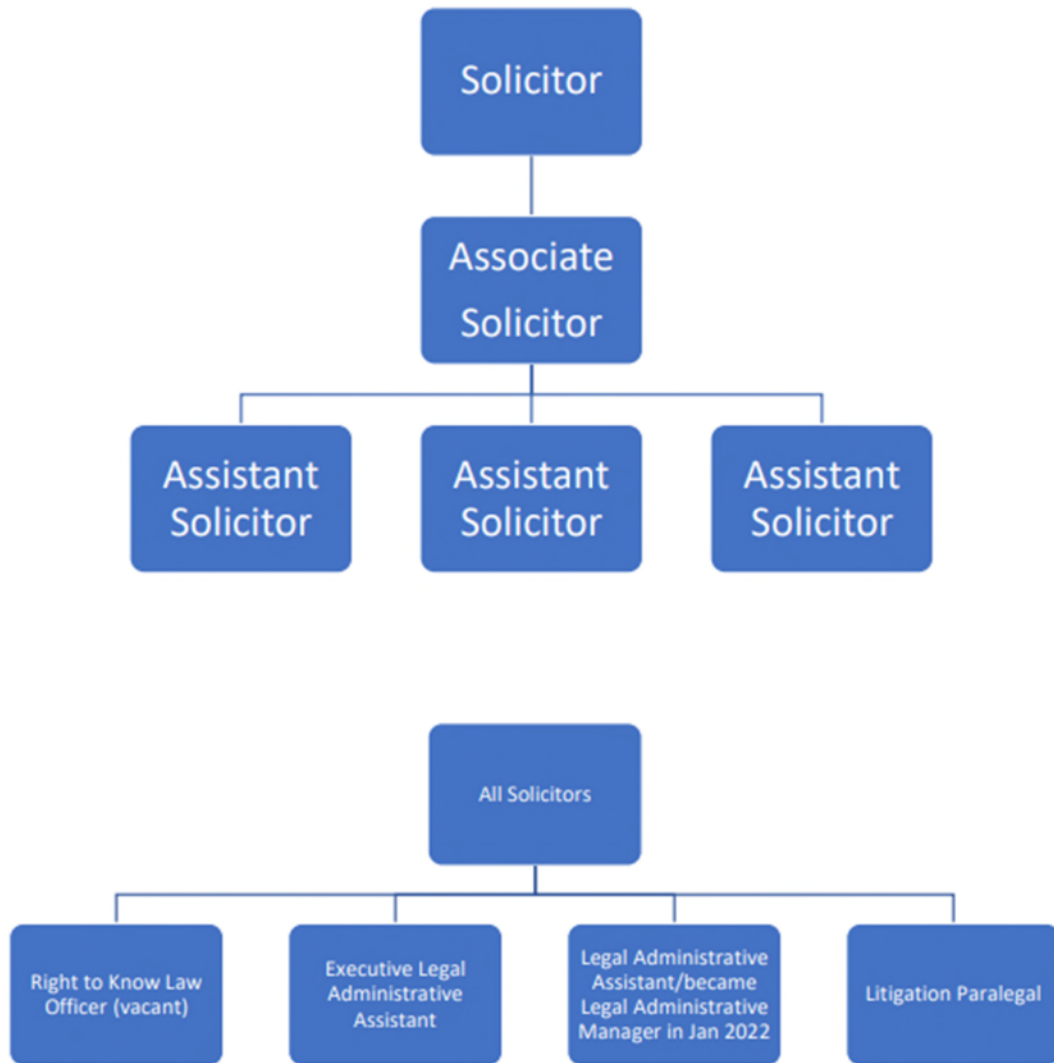 Solicitor
Associate
Solicitor
Assistant
Solicitor
Assistant
Solicitor
Assistant
Solicitor
All Solicitors
Right to Know Law
Officer (vacant)
Executive Legal
Administrative
Assistant
Legal Administrative
Assistant/became
Legal Administrative
Manager in Jan 2022
Litigation Paralegal